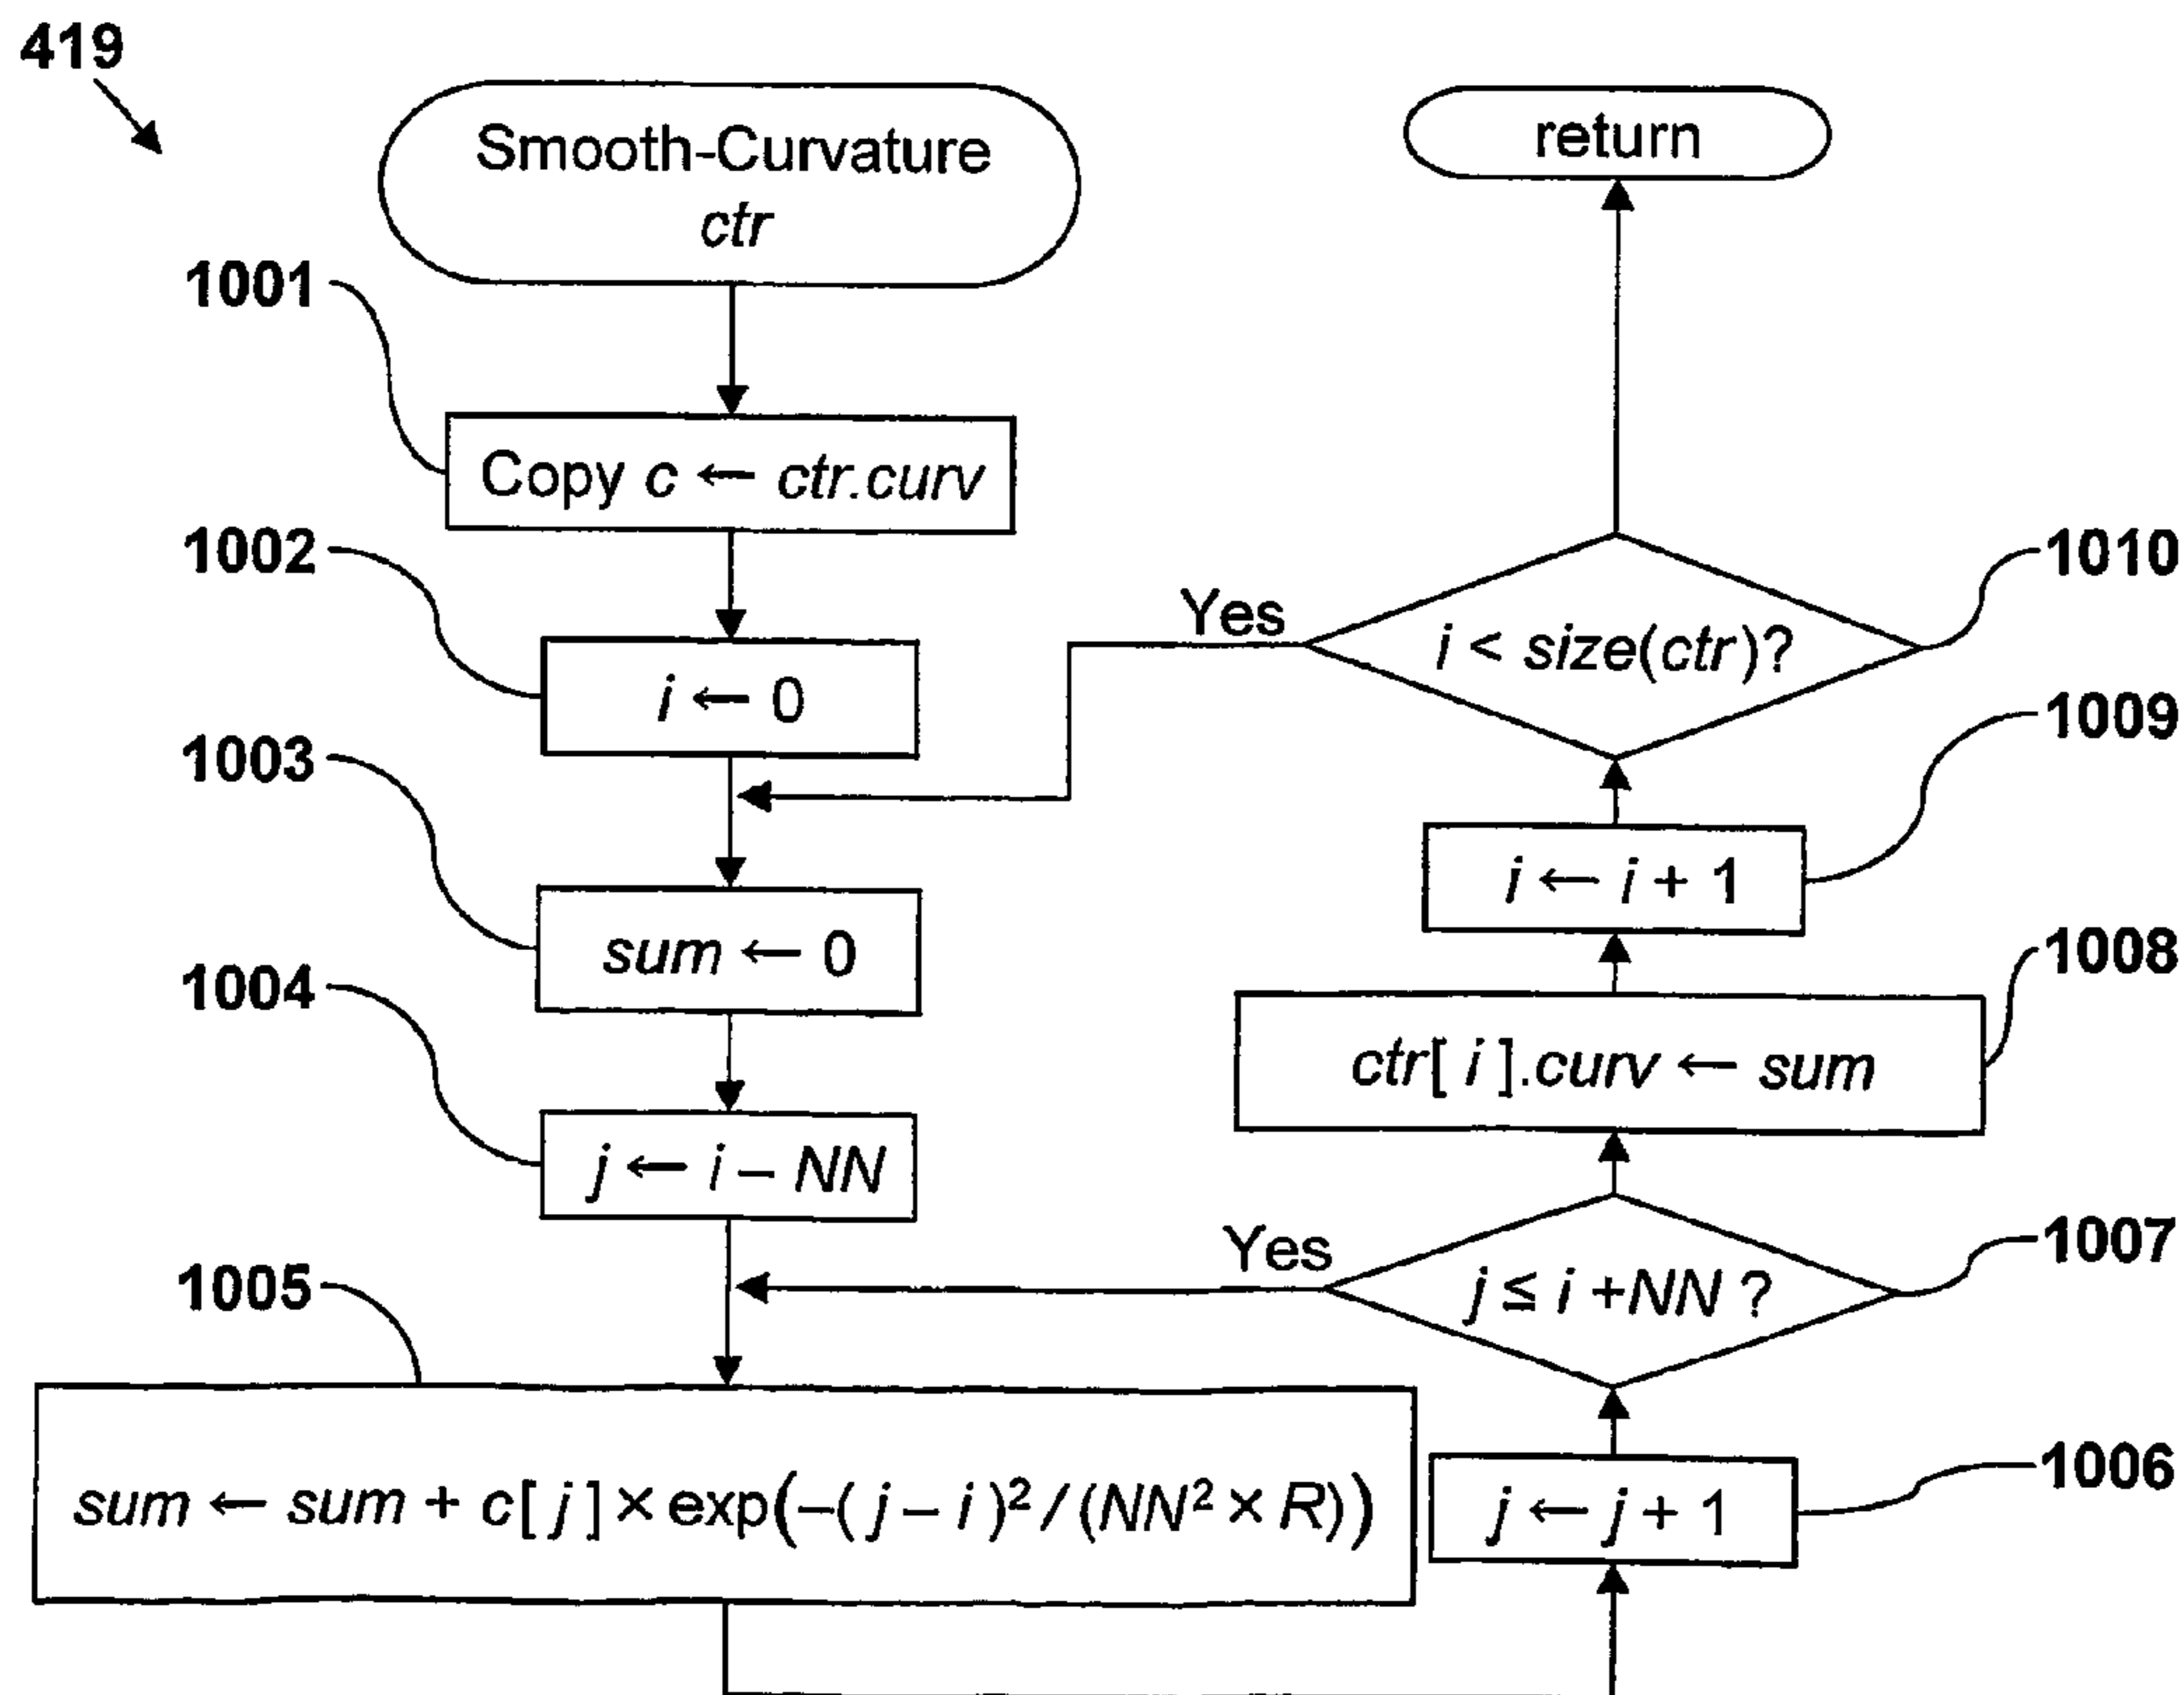 419
Smooth-Curvature
ctr
1001
Copy c ← ctr.curv
1002
i ← 0
1003
sum ← 0
1004
j ← i – NN
1005
sum ← sum + c[ j ] × exp(–( j – i )² / (NN² × R))
j ← j + 1
1006
Yes
j ≤ i +NN ?
1007
ctr[ i ].curv ← sum
1008
i ← i + 1
1009
Yes
i < size(ctr)?
1010
return